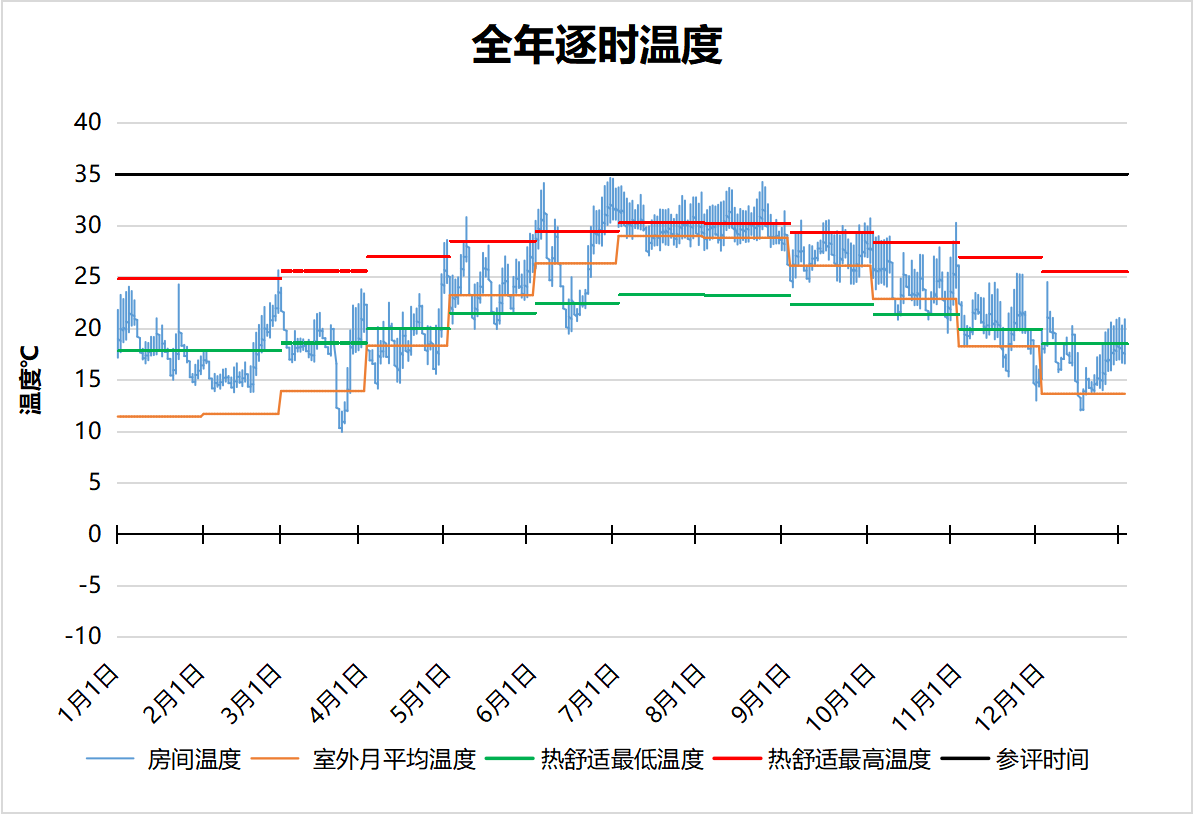 全年逐时温度
40
35
30
25
20
15
10
5
0
-5
-10
温度℃
1月1日
2月1日
3月1日
4月1日
5月1日
6月1日
7月1日
8月1日
9月1日
10月1日
11月1日
12月1日
房间温度 室外月平均温度 热舒适最低温度 热舒适最高温度 参评时间